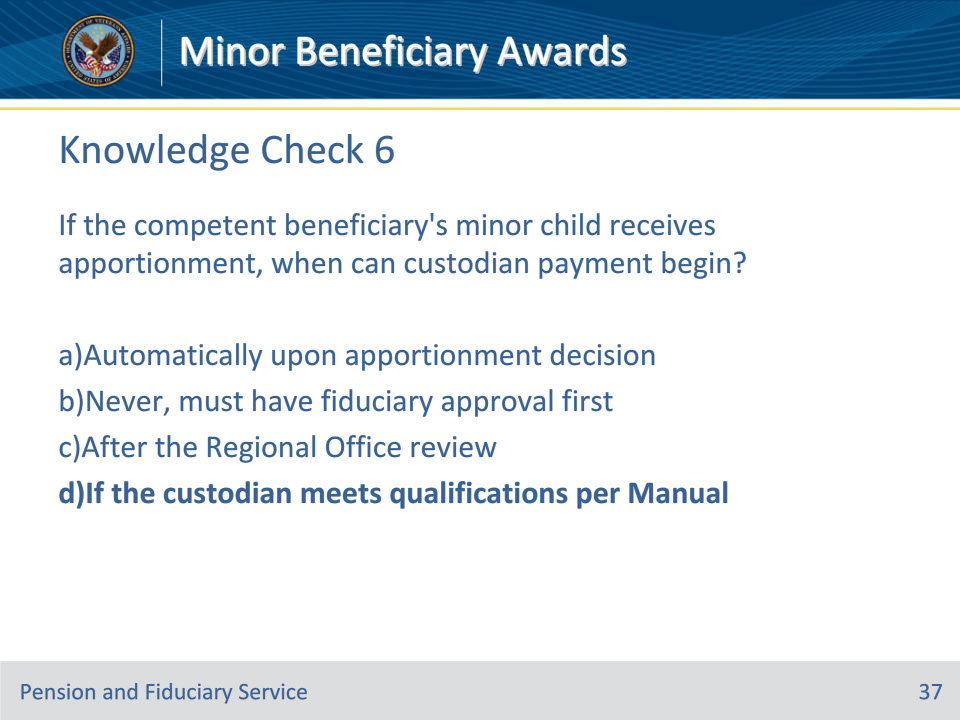 Minor Beneficiary Awards
Knowledge Check 6
If the competent beneficiary's minor child receives
apportionment, when can custodian payment begin?
a)Automatically upon apportionment decision
b)Never, must have fiduciary approval first
c)After the Regional Office review
d)If the custodian meets qualifications per Manual
Pension and Fiduciary Service
37